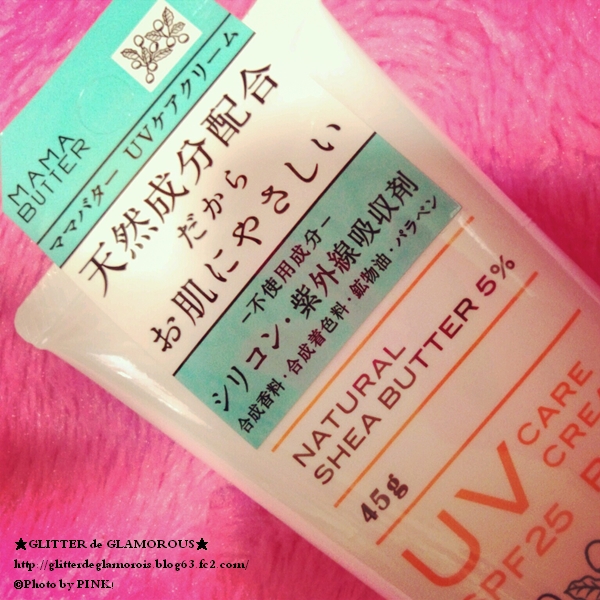 MAMA
BUTTER
ママバター UVケアクリーム
天然成分配合
だから
お肌にやさしい
−不使用成分−
シリコン・紫外線吸収剤
合成香料・合成着色料・鉱物油・パラベン
NATURAL
SHEA BUTTER 5%
45g
UV CARE
SPF25
★GLITTER de GLAMOROUS★
http://glitterdeglamorois.blog63.fc2.com/
©Photo by PINK!